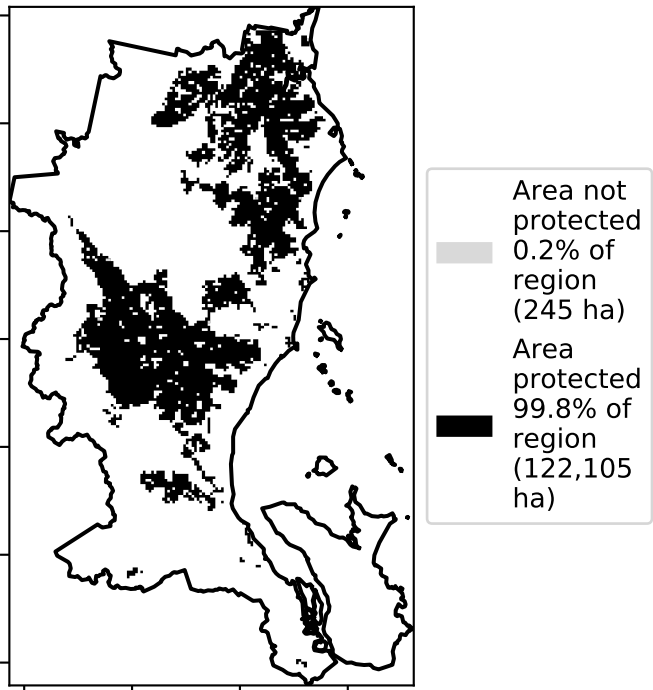 Area not
protected
0.2% of
region
(245 ha)
Area
protected
99.8% of
region
(122,105
ha)